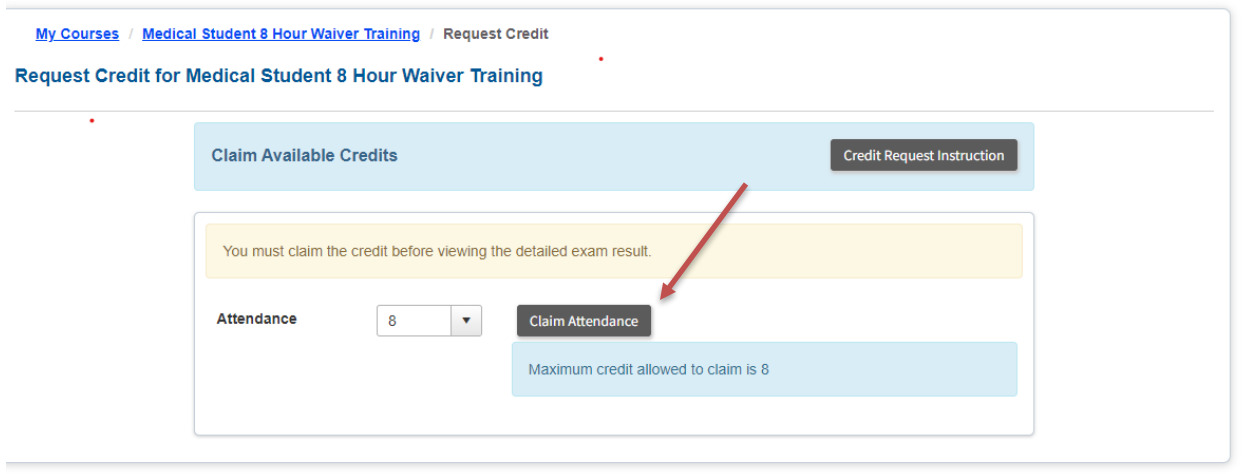 My Courses / Medical Student 8 Hour Waiver Training / Request Credit
Request Credit for Medical Student 8 Hour Waiver Training
Claim Available Credits
Credit Request Instruction
You must claim the credit before viewing the detailed exam result.
Attendance 8 Claim Attendance
Maximum credit allowed to claim is 8